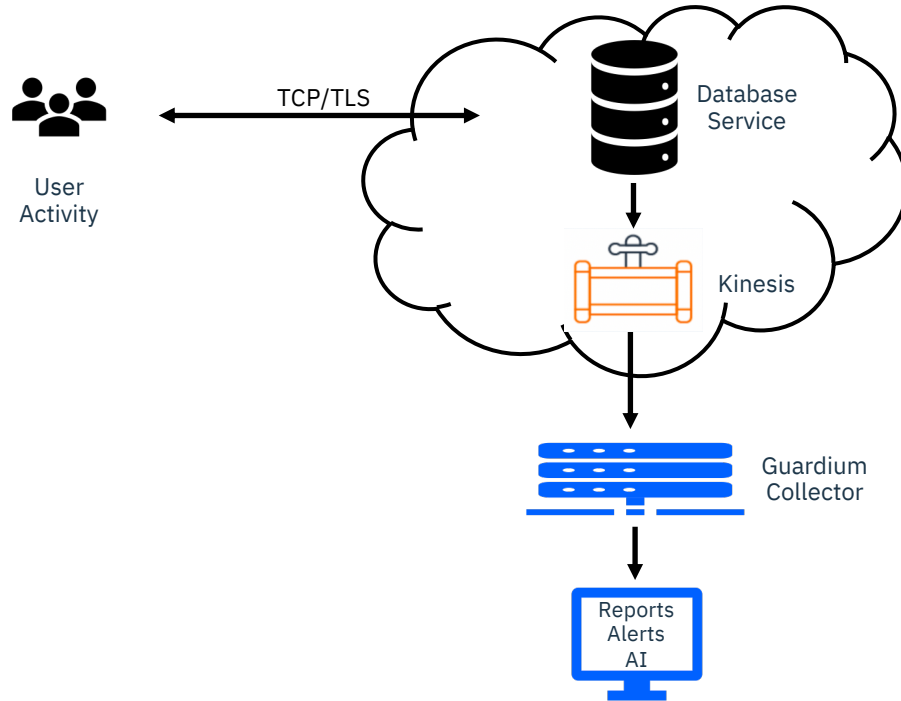 TCP/TLS
Database
Service
User
Activity
Kinesis
Guardium
Collector
Reports
Alerts
AI